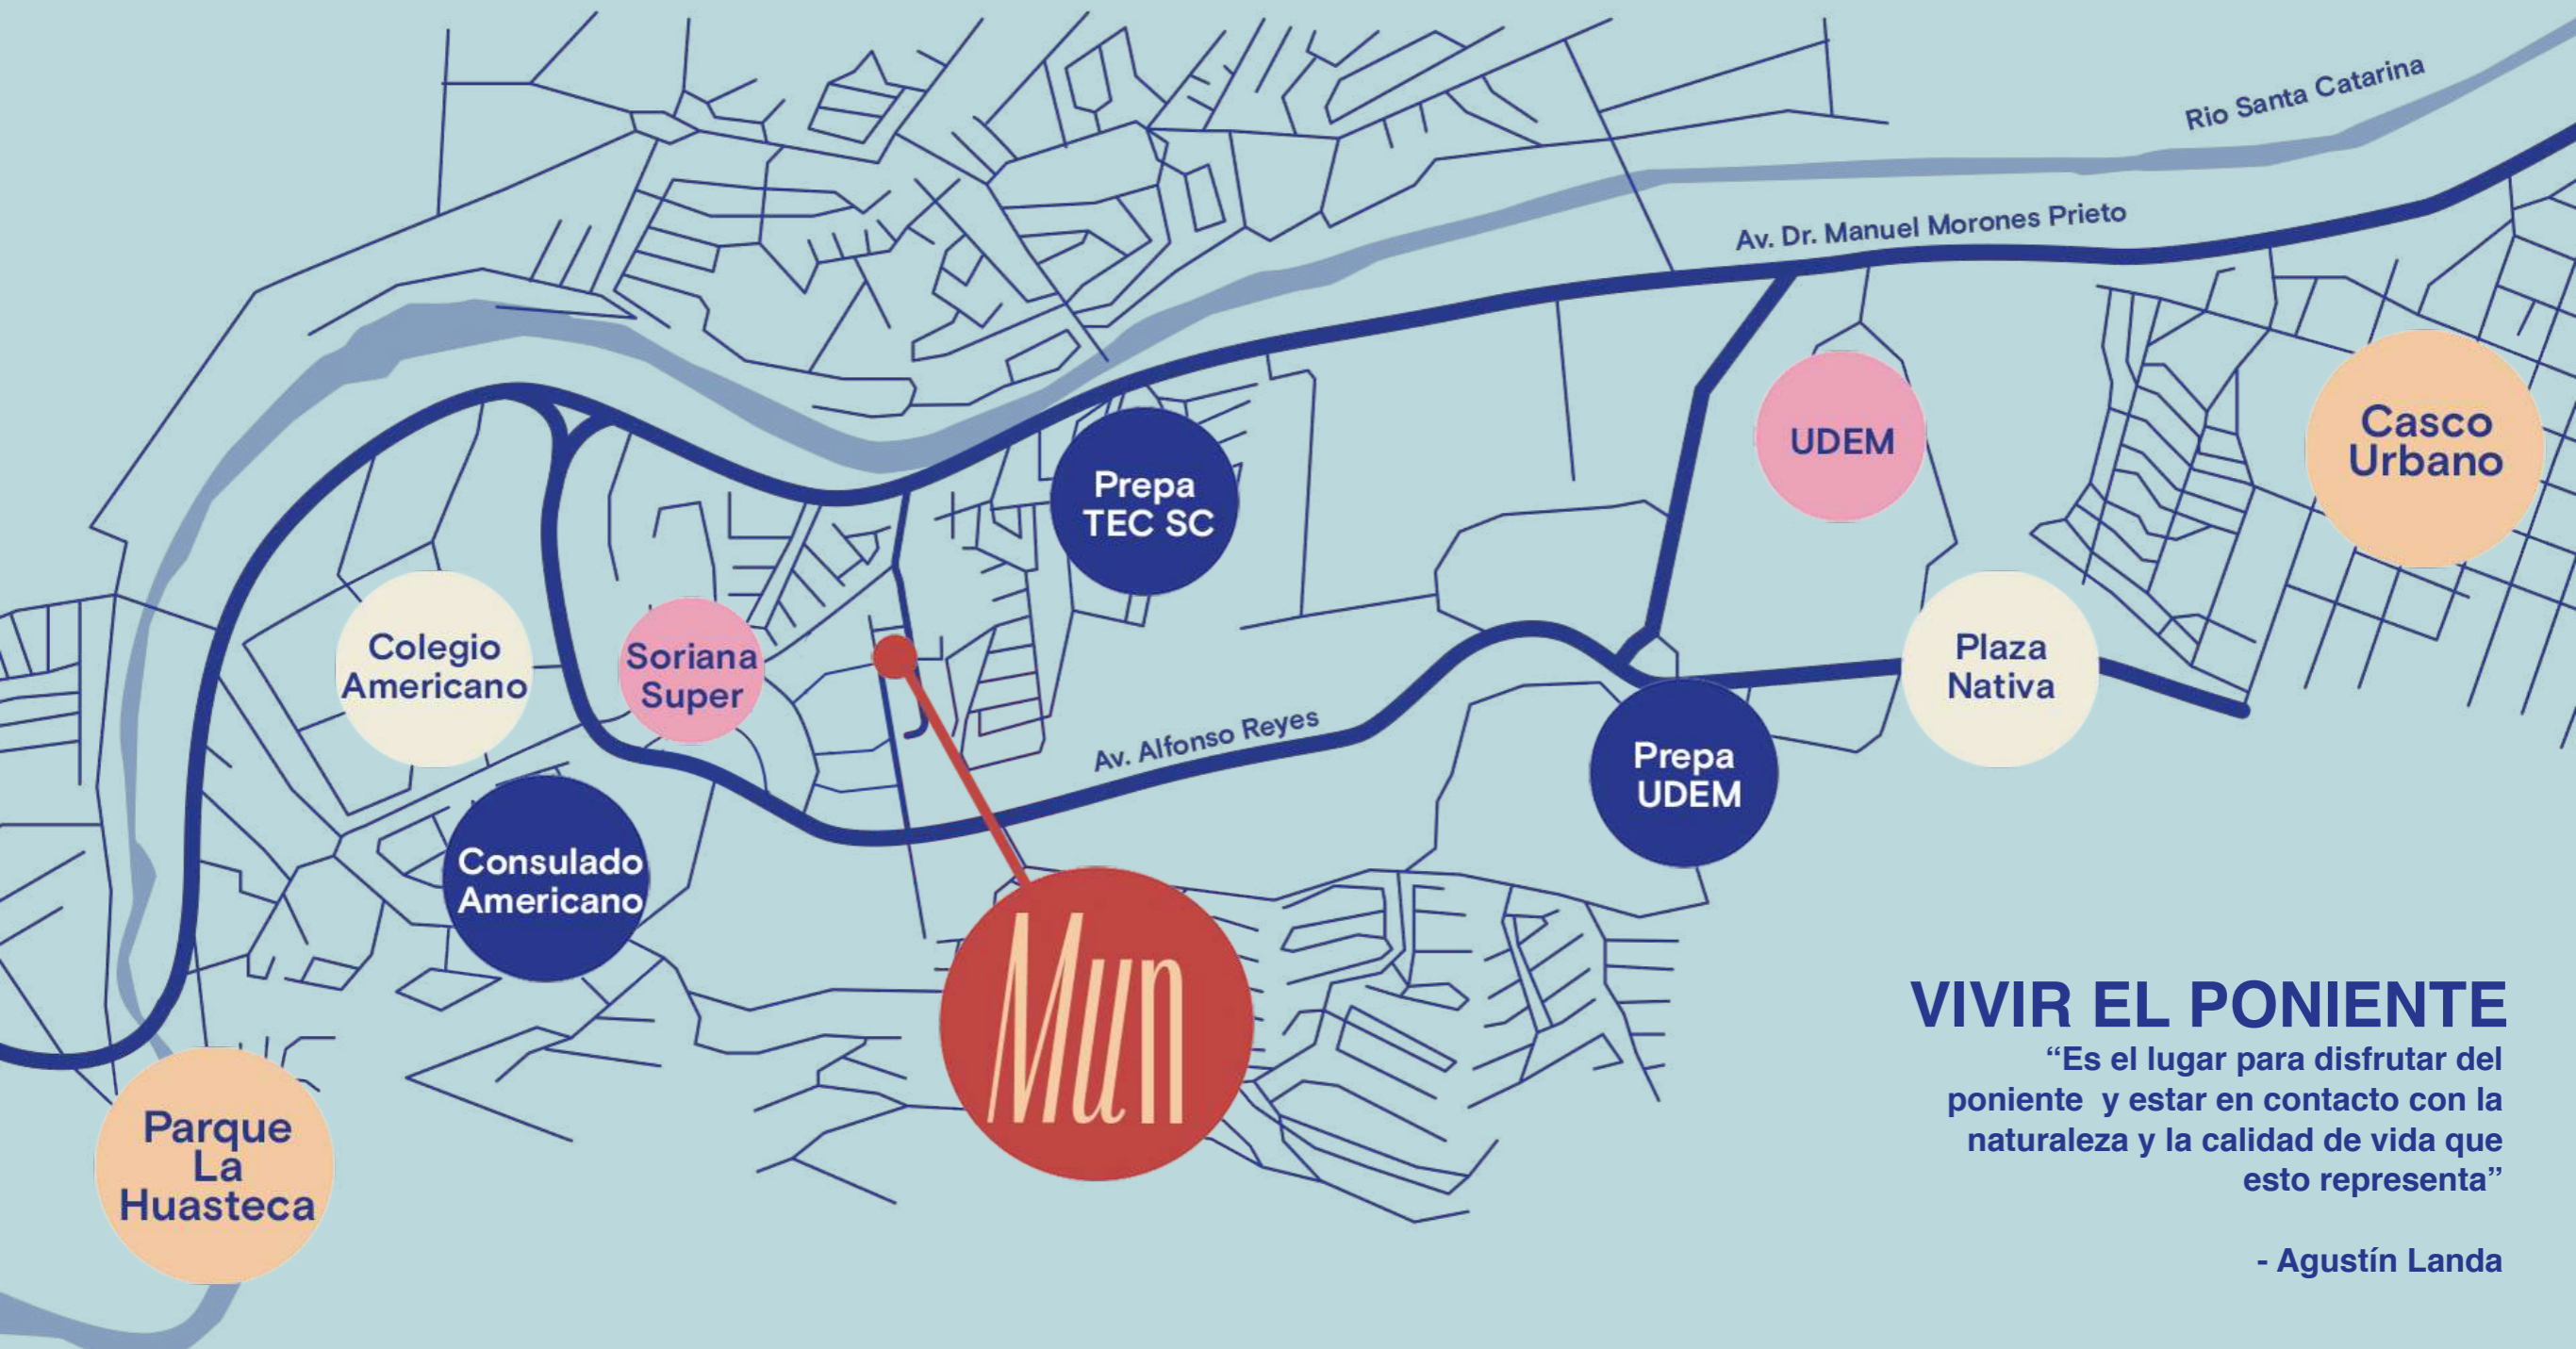 Rio Santa Catarina
Av. Dr. Manuel Morones Prieto
UDEM
Casco
Urbano
Prepa
TEC SC
Colegio
Americano
Soriana
Super
Plaza
Nativa
Av. Alfonso Reyes
Prepa
UDEM
Consulado
Americano
Mun
Parque
La
Huasteca
VIVIR EL PONIENTE
“Es el lugar para disfrutar del
poniente y estar en contacto con la
naturaleza y la calidad de vida que
esto representa”
- Agustín Landa